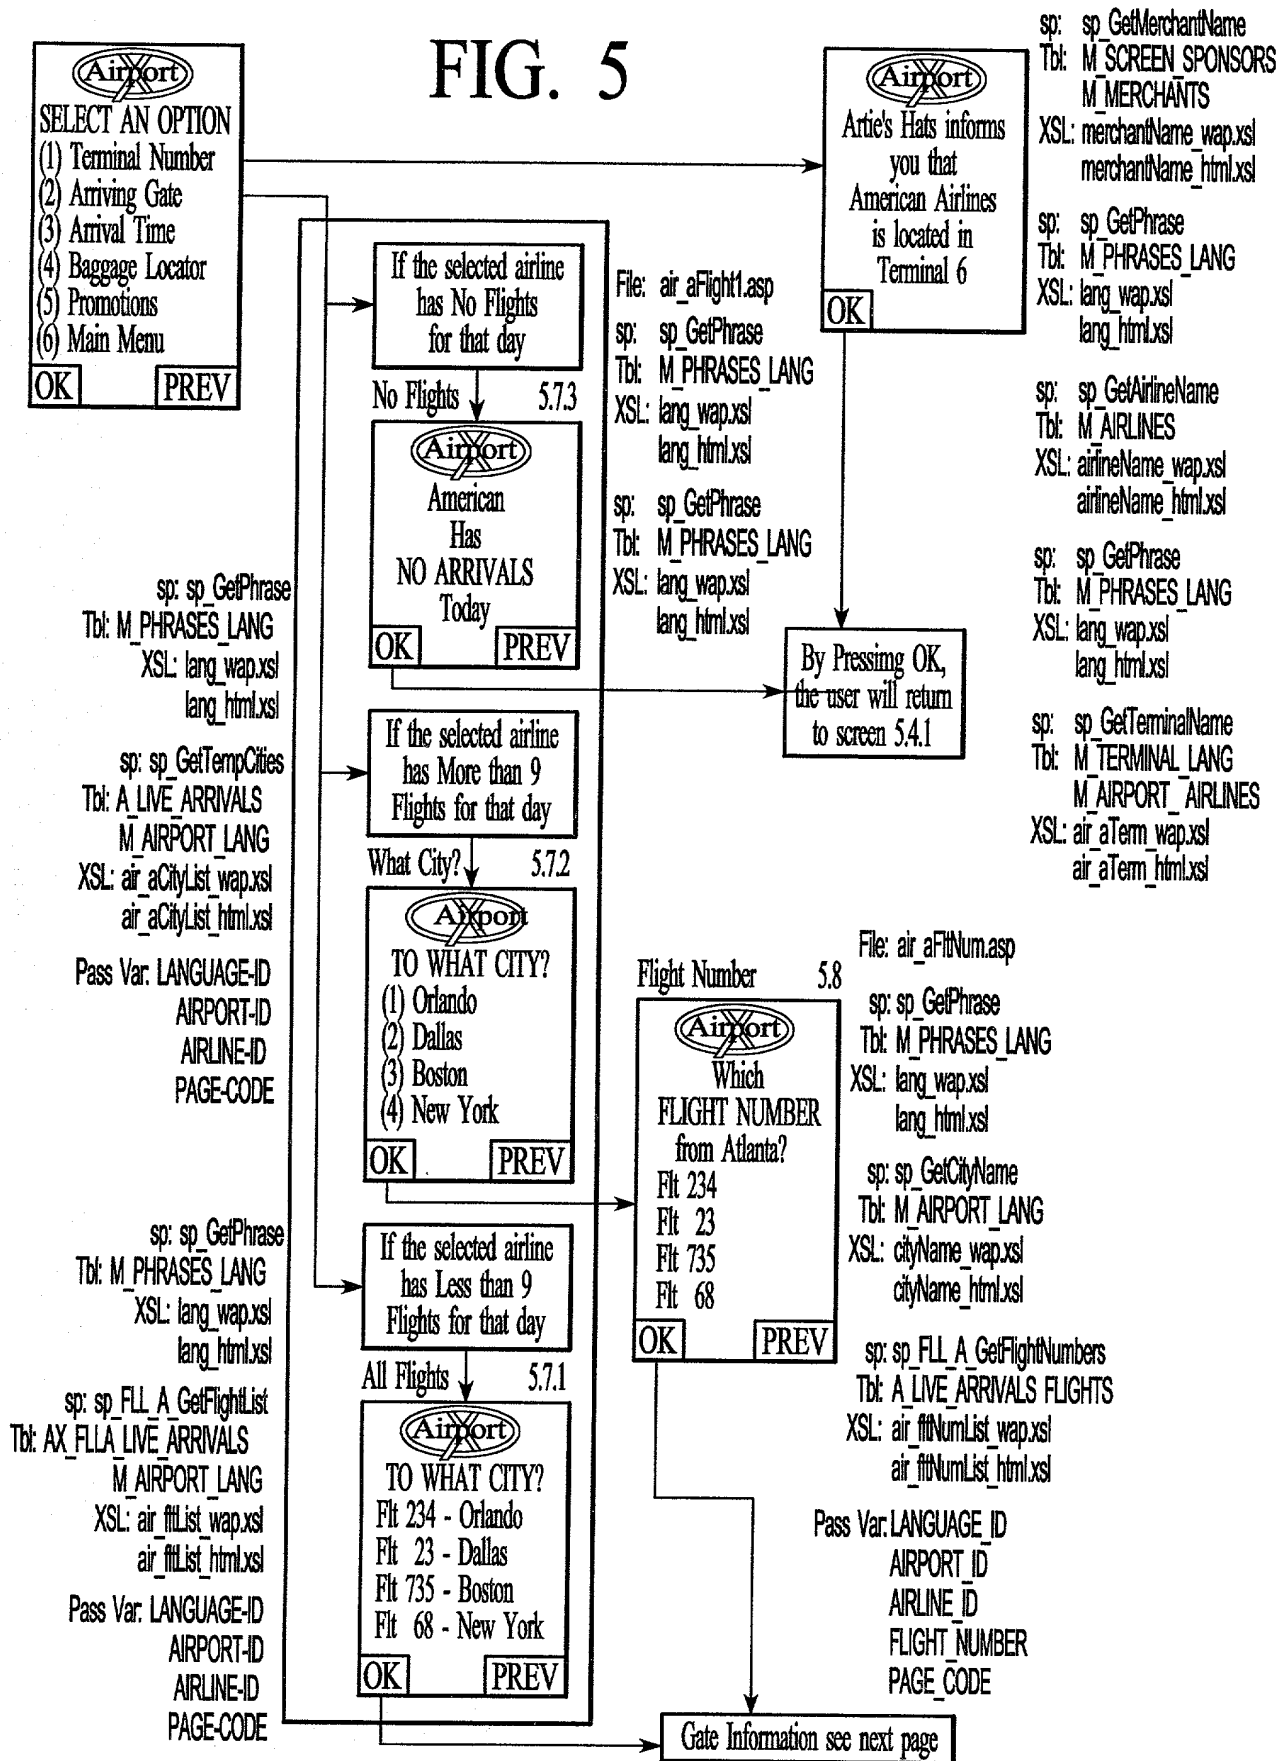 FIG. 5
Airport
SELECT AN OPTION
(1) Terminal Number
(2) Arriving Gate
(3) Arrival Time
(4) Baggage Locator
(5) Promotions
(6) Main Menu
OK
PREV
Airport
Artie's Hats informs
you that
American Airlines
is located in
Terminal 6
OK
sp: sp_GetMerchantName
Tbl: M_SCREEN_SPONSORS
M_MERCHANTS
XSL: merchantName_wap.xsl
merchantName_html.xsl
sp: sp_GetPhrase
Tbl: M_PHRASES_LANG
XSL: lang_wap.xsl
lang_html.xsl
sp: sp_GetAirlineName
Tbl: M_AIRLINES
XSL: airlineName_wap.xsl
airlineName_html.xsl
sp: sp_GetPhrase
Tbl: M_PHRASES_LANG
XSL: lang_wap.xsl
lang_html.xsl
sp: sp_GetTerminalName
Tbl: M_TERMINAL_LANG
M_AIRPORT_AIRLINES
XSL: air_aTerm_wap.xsl
air_aTerm_html.xsl
If the selected airline
has No Flights
for that day
No Flights 5.7.3
Airport
American
Has
NO ARRIVALS
Today
OK
PREV
File: air_aFlight1.asp
sp: sp_GetPhrase
Tbl: M_PHRASES_LANG
XSL: lang_wap.xsl
lang_html.xsl
sp: sp_GetPhrase
Tbl: M_PHRASES_LANG
XSL: lang_wap.xsl
lang_html.xsl
By Pressimg OK,
the user will return
to screen 5.4.1
sp: sp_GetPhrase
Tbl: M_PHRASES_LANG
XSL: lang_wap.xsl
lang_html.xsl
sp: sp_GetTempCities
Tbl: A_LIVE_ARRIVALS
M_AIRPORT_LANG
XSL: air_aCityList_wap.xsl
air_aCityList_html.xsl
Pass Var: LANGUAGE-ID
AIRPORT-ID
AIRLINE-ID
PAGE-CODE
If the selected airline
has More than 9
Flights for that day
What City? 5.7.2
Airport
TO WHAT CITY?
(1) Orlando
(2) Dallas
(3) Boston
(4) New York
OK
PREV
Flight Number 5.8
Airport
Which
FLIGHT NUMBER
from Atlanta?
Flt 234
Flt 23
Flt 735
Flt 68
OK
PREV
File: air_aFltNum.asp
sp: sp_GetPhrase
Tbl: M_PHRASES_LANG
XSL: lang_wap.xsl
lang_html.xsl
sp: sp_GetCityName
Tbl: M_AIRPORT_LANG
XSL: cityName_wap.xsl
cityName_html.xsl
sp: sp_FLL_A_GetFlightNumbers
Tbl: A_LIVE_ARRIVALS FLIGHTS
XSL: air_fltNumList_wap.xsl
air_fltNumList_html.xsl
Pass Var: LANGUAGE_ID
AIRPORT_ID
AIRLINE_ID
FLIGHT_NUMBER
PAGE_CODE
sp: sp_GetPhrase
Tbl: M_PHRASES_LANG
XSL: lang_wap.xsl
lang_html.xsl
sp: sp_FLL_A_GetFlightList
Tbl: AX_FLLA_LIVE_ARRIVALS
M_AIRPORT_LANG
XSL: air_fltList_wap.xsl
air_fltList_html.xsl
Pass Var: LANGUAGE-ID
AIRPORT-ID
AIRLINE-ID
PAGE-CODE
If the selected airline
has Less than 9
Flights for that day
All Flights 5.7.1
Airport
TO WHAT CITY?
Flt 234 - Orlando
Flt 23 - Dallas
Flt 735 - Boston
Flt 68 - New York
OK
PREV
Gate Information see next page